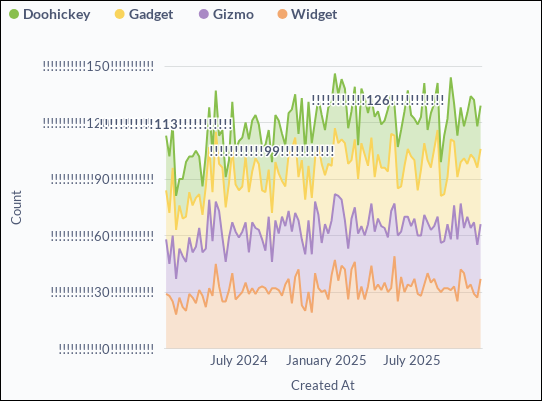 Doohickey Gadget Gizmo Widget
!!!!!!!!!!150!!!!!!!!!!
!!!!!!!!!!126!!!!!!!!!!
!!!!!!!!!!120!!!!!!!!!!
!!!!!!!!!!113!!!!!!!!!!
!!!!!!!!!!99!!!!!!!!!!
!!!!!!!!!!90!!!!!!!!!!
!!!!!!!!!!60!!!!!!!!!!
!!!!!!!!!!30!!!!!!!!!!
!!!!!!!!!!0!!!!!!!!!!
Count
July 2024 January 2025 July 2025
Created At